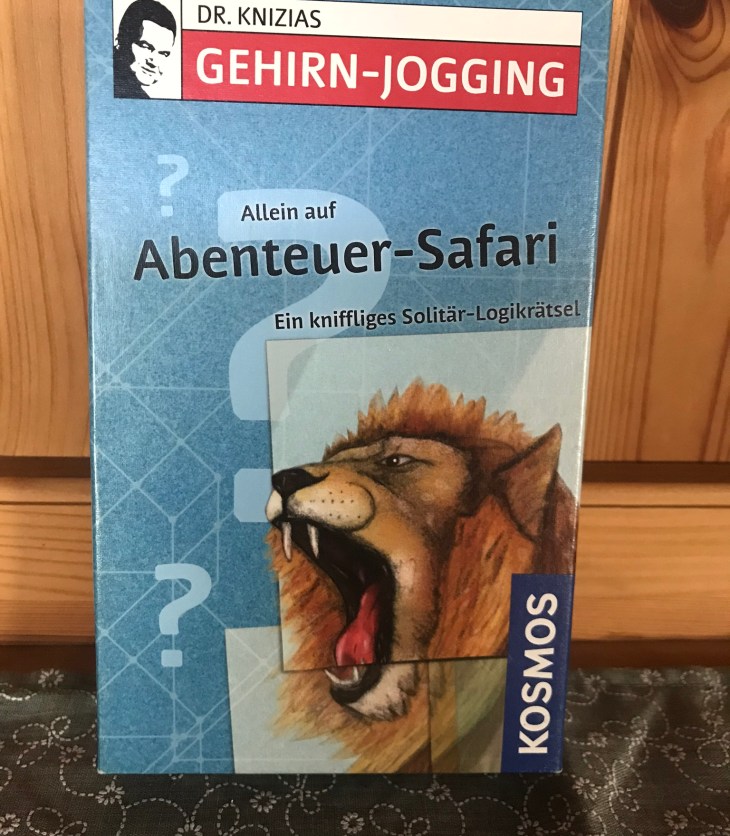 DR. KNIZIAS
GEHIRN-JOGGING
?
Allein auf
Abenteuer-Safari
?
Ein kniffliges Solitär-Logikrätsel
?
KOSMOS